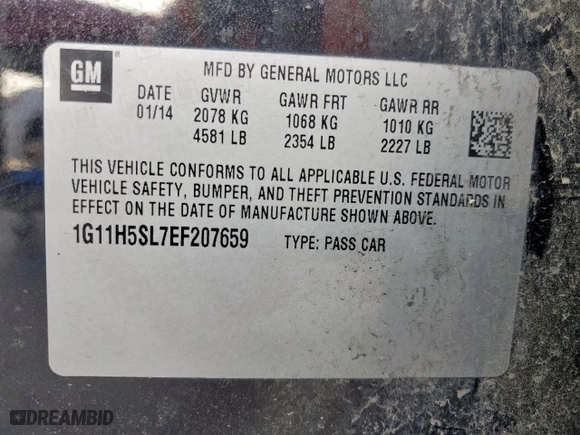 GM ®
MFD BY GENERAL MOTORS LLC
DATE GVWR GAWR FRT GAWR RR
01/14 2078 KG 1068 KG 1010 KG
4581 LB 2354 LB 2227 LB
THIS VEHICLE CONFORMS TO ALL APPLICABLE U.S. FEDERAL MOTOR
VEHICLE SAFETY, BUMPER, AND THEFT PREVENTION STANDARDS IN
EFFECT ON THE DATE OF MANUFACTURE SHOWN ABOVE.
1G11H5SL7EF207659 TYPE: PASS CAR
DREAMBID